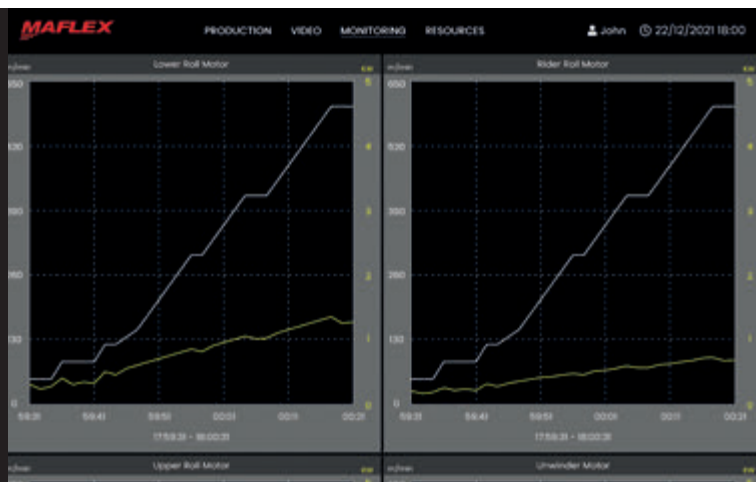 MAFLEX
PRODUCTION VIDEO MONITORING RESOURCES John 22/12/2021 18:00
m/min Lower Roll Motor KW m/min Rider Roll Motor KW
650 5 650 5
520 4 520 4
390 3 390 3
260 2 260 2
130 1 130 1
0 0 0 0
59:31 59:41 59:51 00:01 00:11 00:21 59:31 59:41 59:51 00:01 00:11 00:21
17:59:31 - 18:00:31 17:59:31 - 18:00:31
m/min Upper Roll Motor KW m/min Unwinder Motor KW